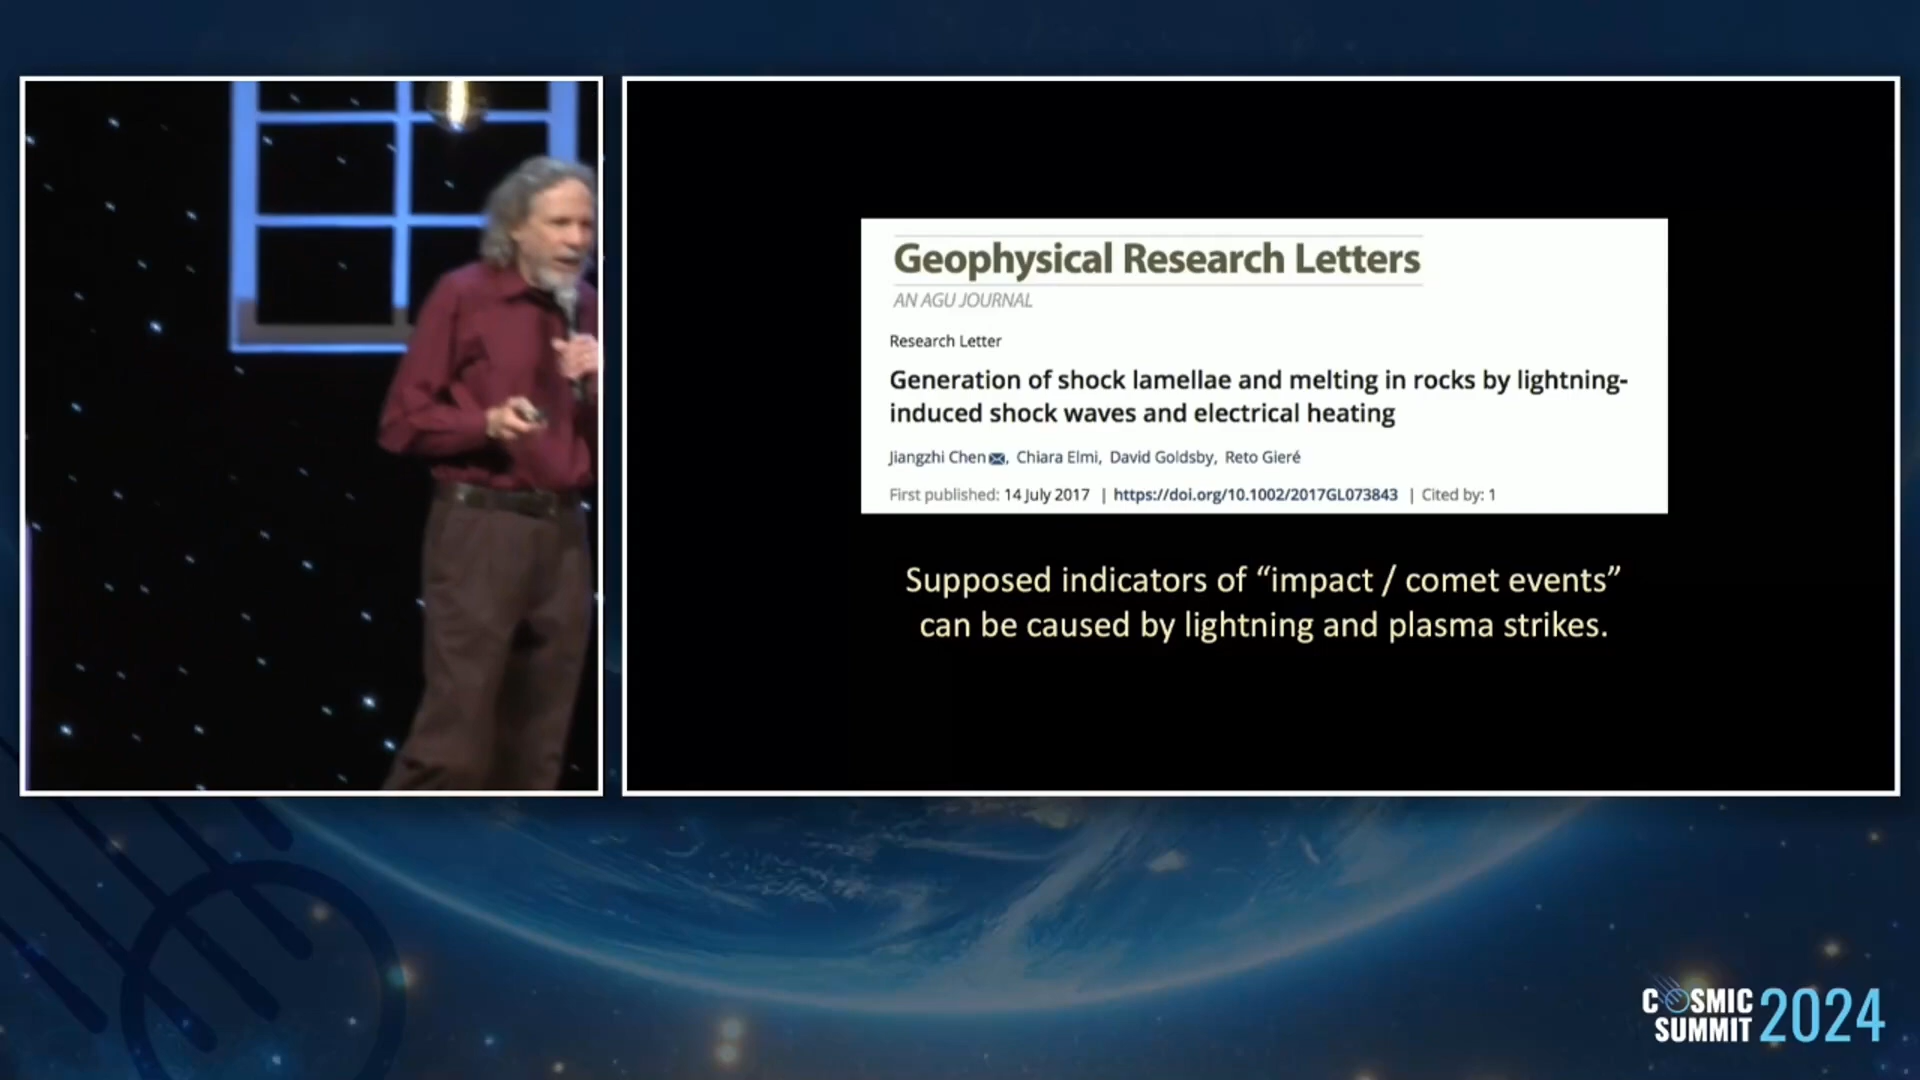 Geophysical Research Letters
AN AGU JOURNAL
Research Letter
Generation of shock lamellae and melting in rocks by lightning-
induced shock waves and electrical heating
Jiangzhi Chen, Chiara Elmi, David Goldsby, Reto Gieré
First published: 14 July 2017 | https://doi.org/10.1002/2017GL073843 | Cited by: 1
Supposed indicators of “impact / comet events”
can be caused by lightning and plasma strikes.
COSMIC
SUMMIT 2024